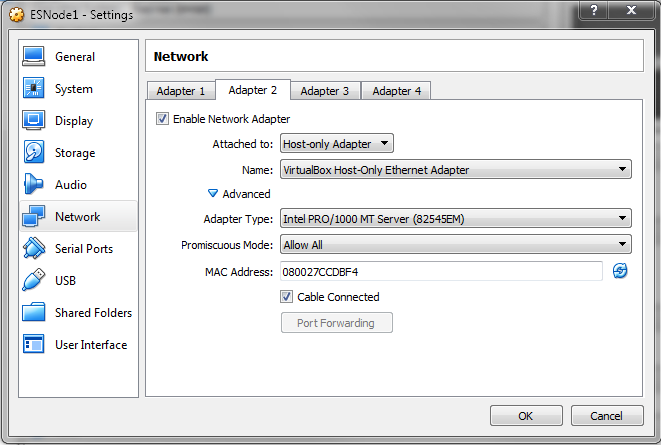 ESNode1 - Settings
General
System
Display
Storage
Audio
Network
Serial Ports
USB
Shared Folders
User Interface
Network
Adapter 1 Adapter 2 Adapter 3 Adapter 4
Enable Network Adapter
Attached to: Host-only Adapter
Name: VirtualBox Host-Only Ethernet Adapter
Advanced
Adapter Type: Intel PRO/1000 MT Server (82545EM)
Promiscuous Mode: Allow All
MAC Address: 080027CCDBF4
Cable Connected
Port Forwarding
OK Cancel